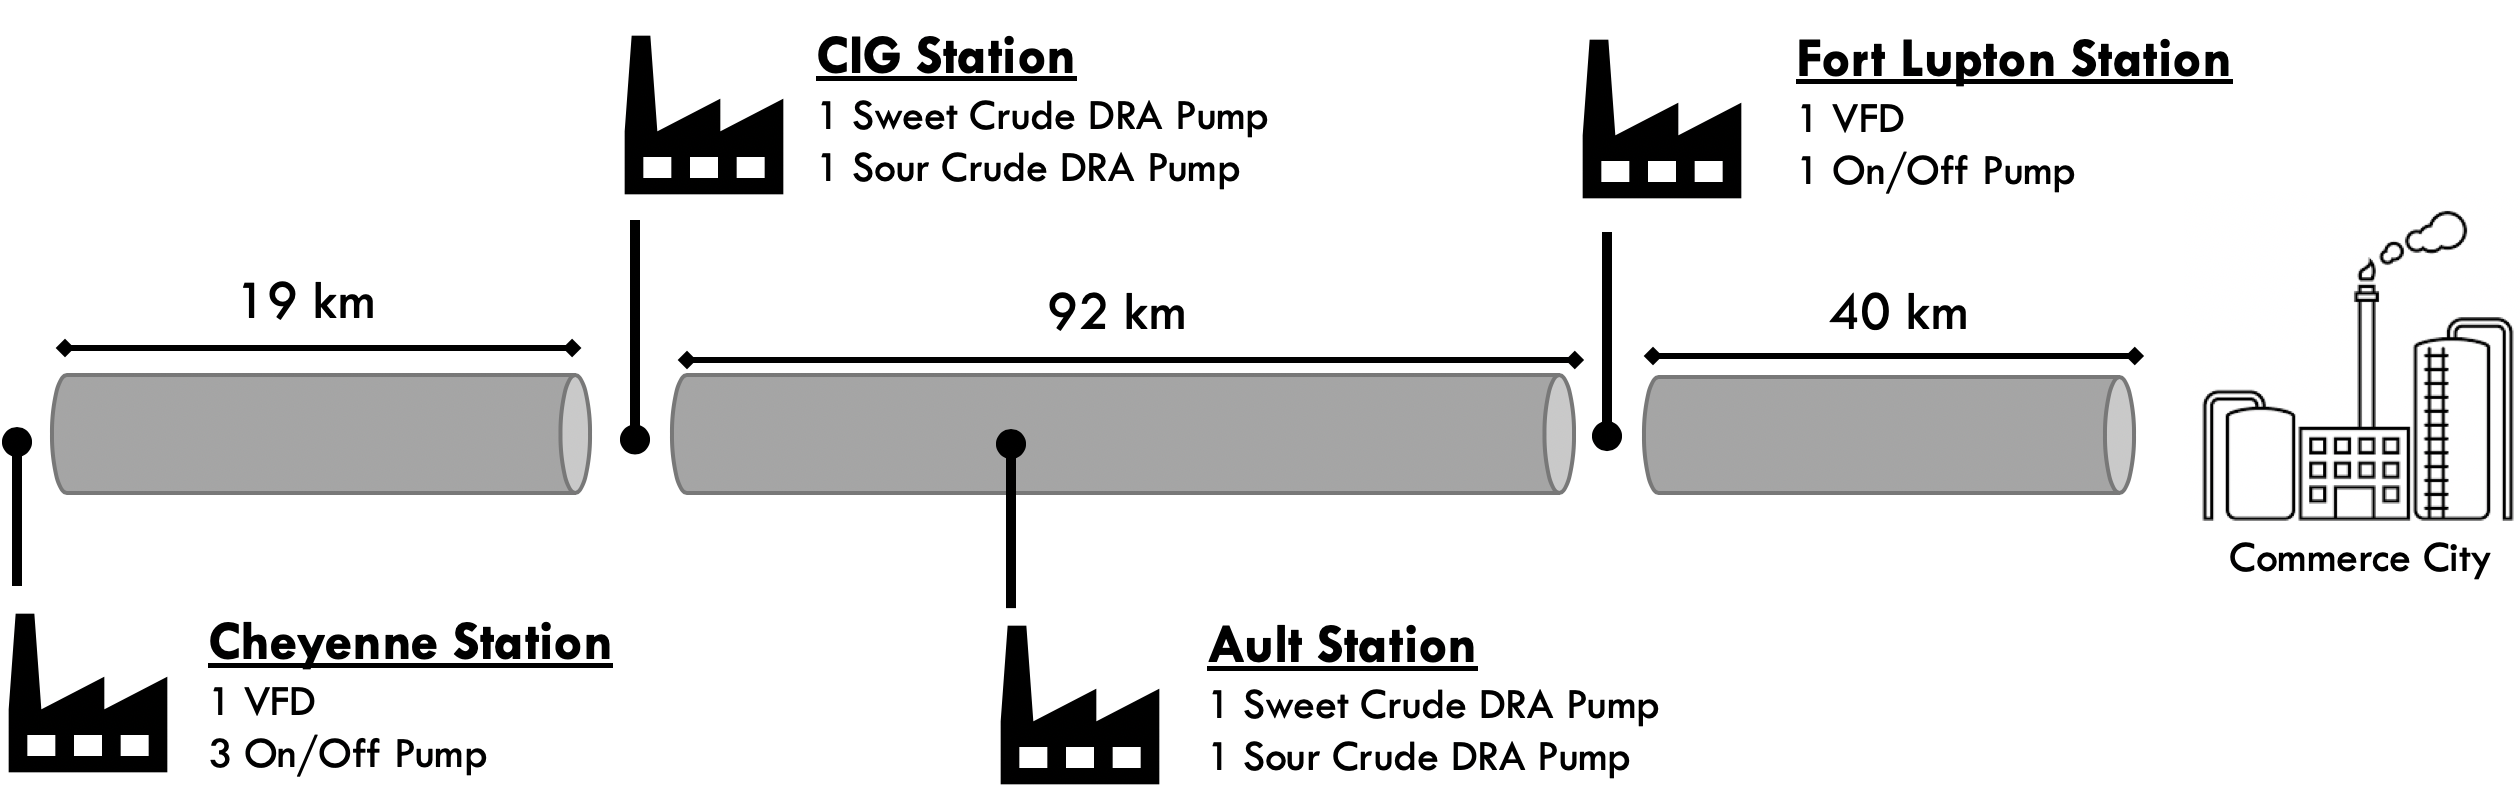 CIG Station
1 Sweet Crude DRA Pump
1 Sour Crude DRA Pump
Fort Lupton Station
1 VFD
1 On/Off Pump
19 km
92 km
40 km
Commerce City
Cheyenne Station
1 VFD
3 On/Off Pump
Ault Station
1 Sweet Crude DRA Pump
1 Sour Crude DRA Pump